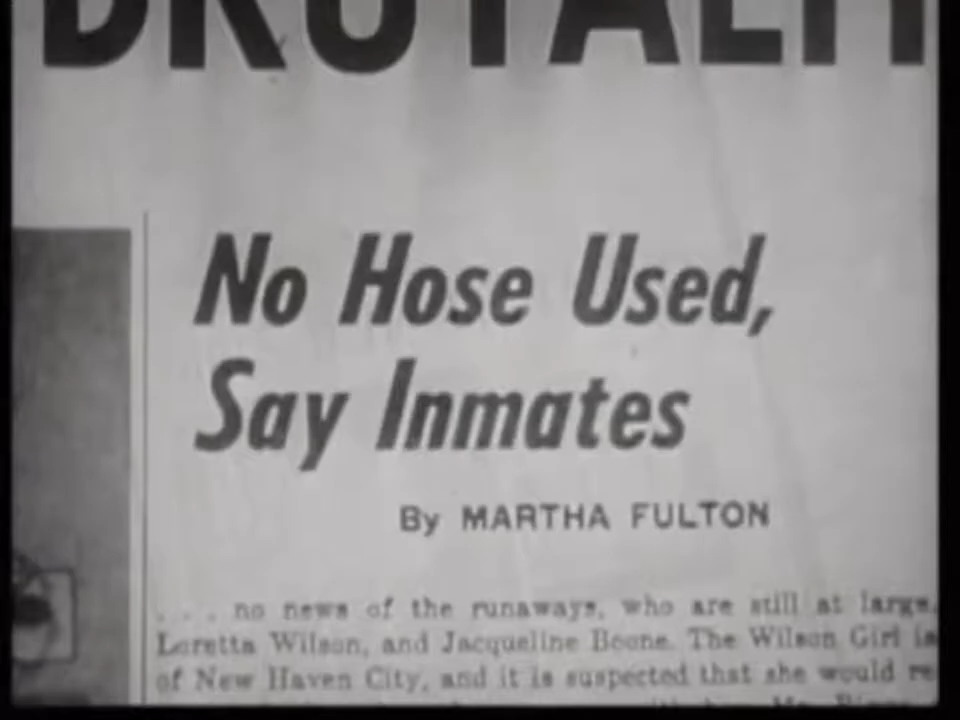 BRUTALIT
No Hose Used,
Say Inmates
By MARTHA FULTON
. . . no news of the runaways, who are still at large,
Loretta Wilson, and Jacqueline Boone. The Wilson Girl is
of New Haven City, and it is suspected that she would re